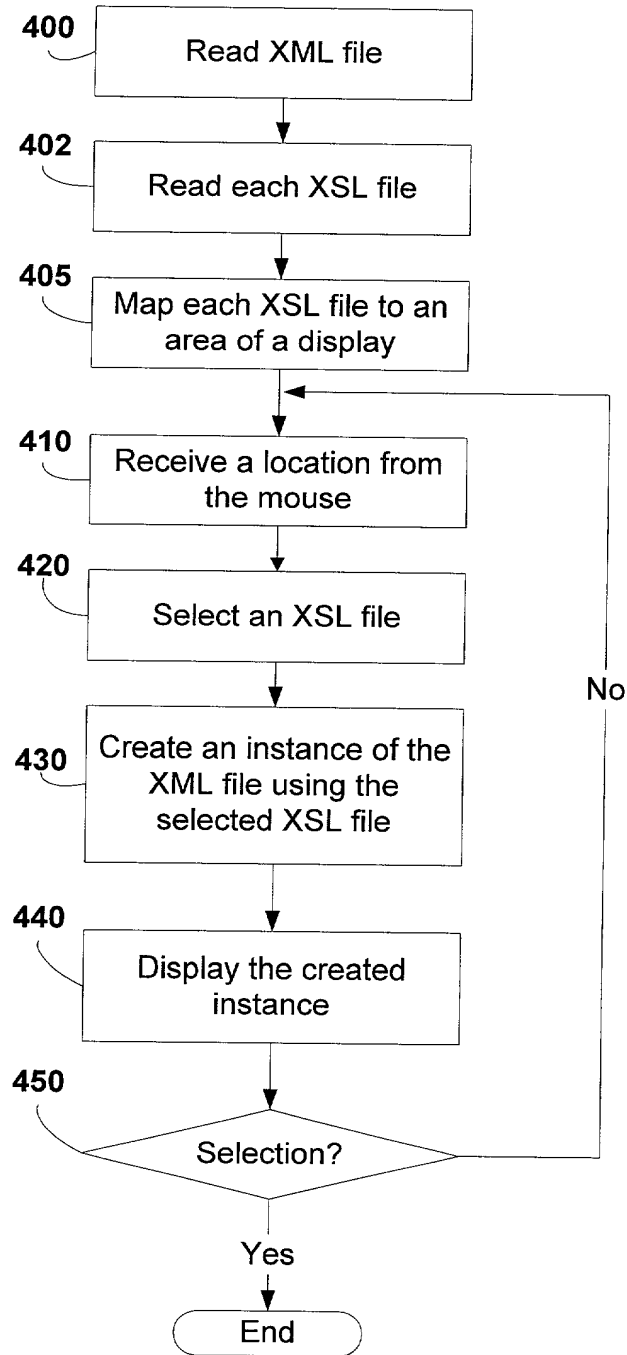 400
Read XML file
402
Read each XSL file
405
Map each XSL file to an
area of a display
410
Receive a location from
the mouse
420
Select an XSL file
No
430
Create an instance of the
XML file using the
selected XSL file
440
Display the created
instance
450
Selection?
Yes
End